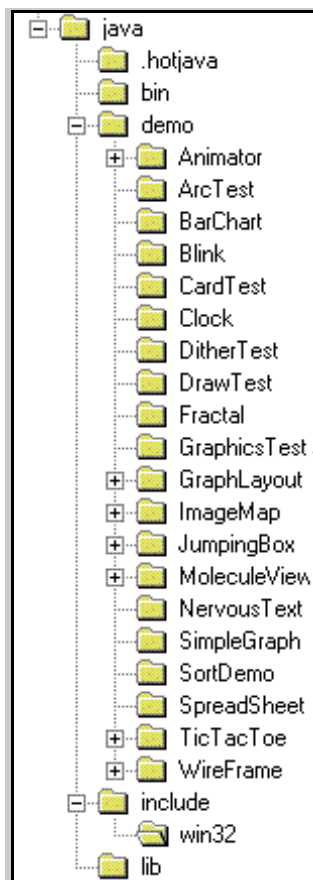 java
.hotjava
bin
demo
Animator
ArcTest
BarChart
Blink
CardTest
Clock
DitherTest
DrawTest
Fractal
GraphicsTest
GraphLayout
ImageMap
JumpingBox
MoleculeView
NervousText
SimpleGraph
SortDemo
SpreadSheet
TicTacToe
WireFrame
include
win32
lib